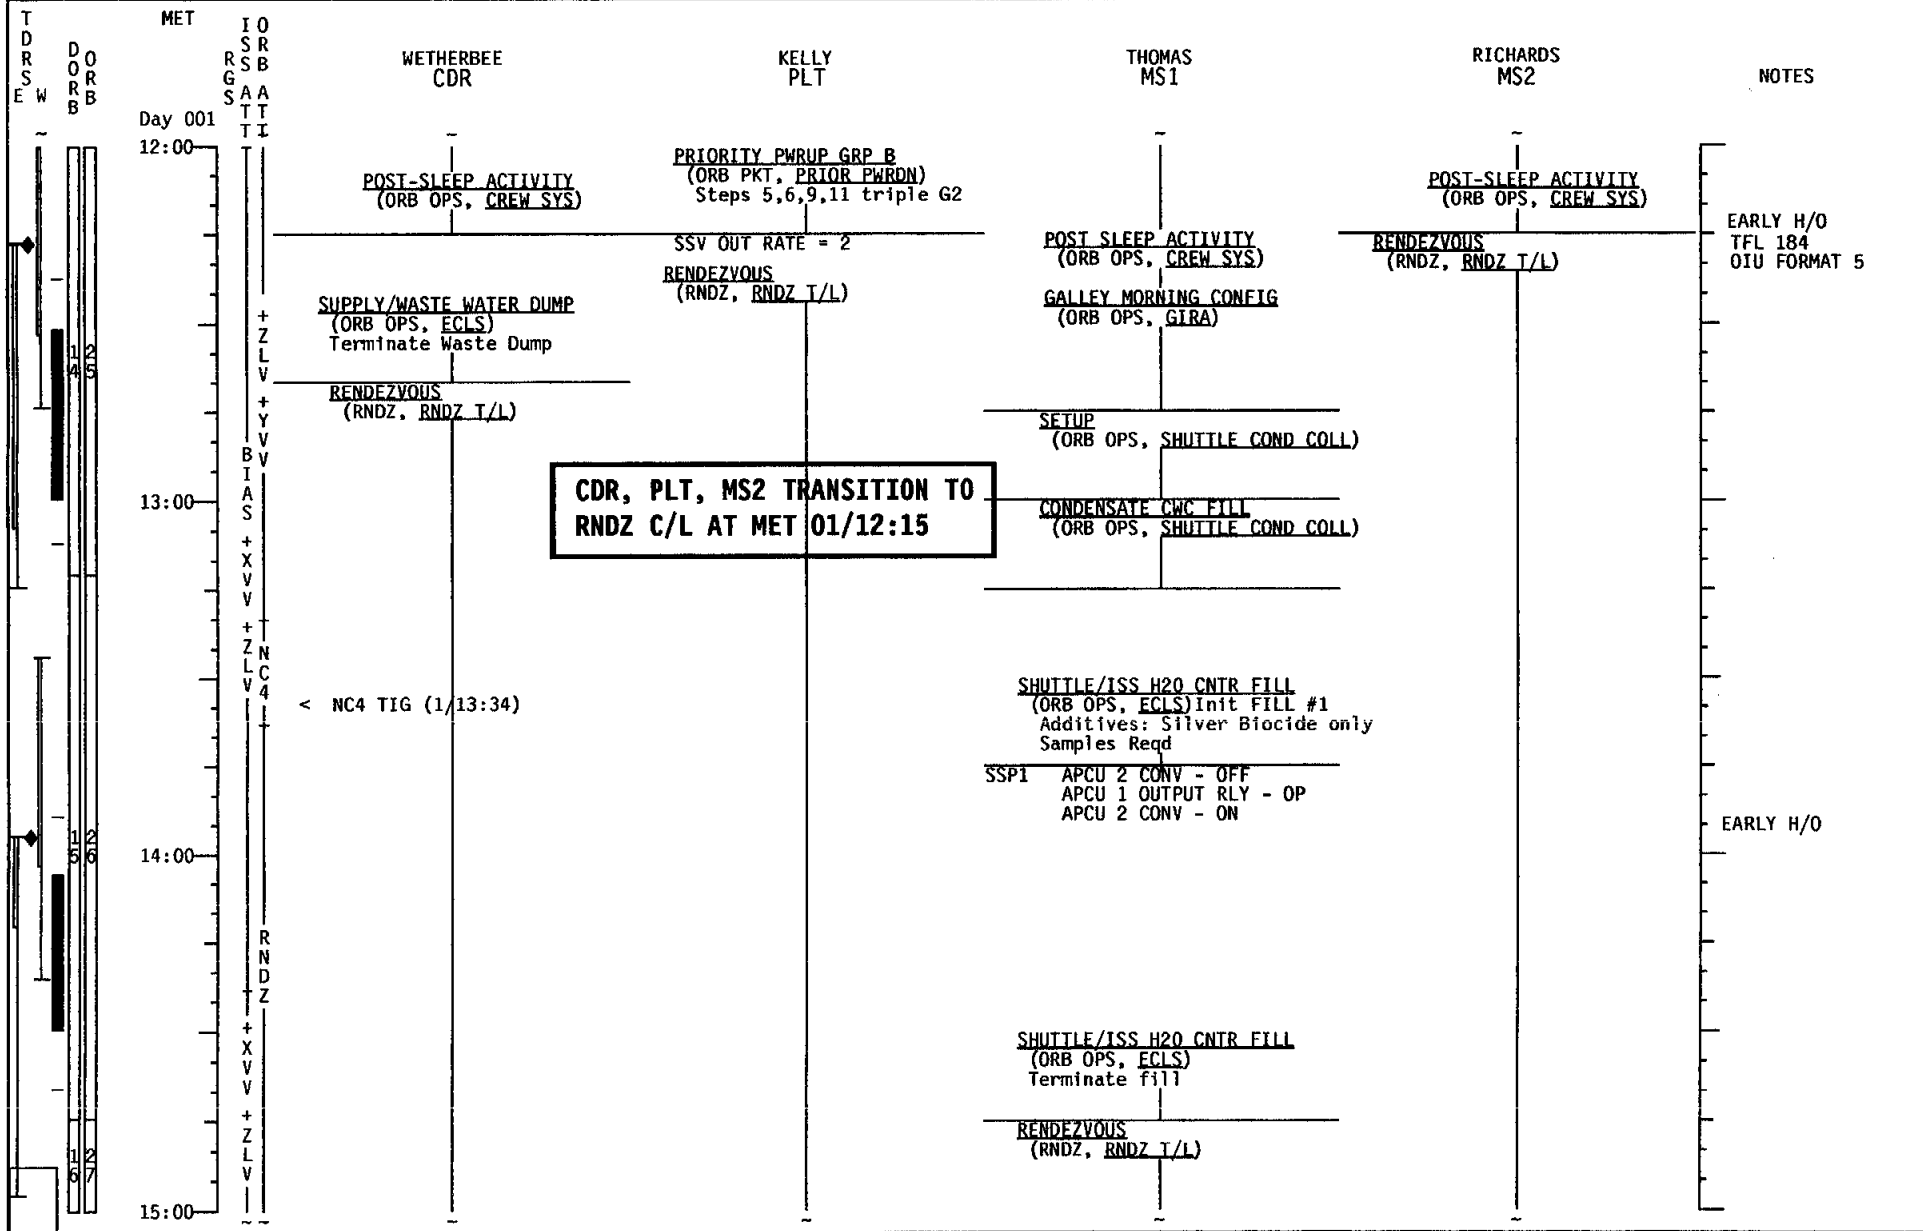 TDRS
E W
DORB
ORB
MET
Day 001
RGS
ISS ATT
ORB ATT
WETHERBEE
CDR
KELLY
PLT
THOMAS
MS1
RICHARDS
MS2
NOTES
12:00
13:00
14:00
15:00
14
25
15
26
16
27
BIAS +XVV +ZLV
+XVV +ZLV
+ZLV +YVV
NC4
RNDZ
POST-SLEEP ACTIVITY
(ORB OPS, CREW SYS)
SUPPLY/WASTE WATER DUMP
(ORB OPS, ECLS)
Terminate Waste Dump
RENDEZVOUS
(RNDZ, RNDZ T/L)
< NC4 TIG (1/13:34)
PRIORITY PWRUP GRP B
(ORB PKT, PRIOR PWRDN)
Steps 5,6,9,11 triple G2
SSV OUT RATE = 2
RENDEZVOUS
(RNDZ, RNDZ T/L)
CDR, PLT, MS2 TRANSITION TO
RNDZ C/L AT MET 01/12:15
POST SLEEP ACTIVITY
(ORB OPS, CREW SYS)
GALLEY MORNING CONFIG
(ORB OPS, GIRA)
SETUP
(ORB OPS, SHUTTLE COND COLL)
CONDENSATE CWC FILL
(ORB OPS, SHUTTLE COND COLL)
SHUTTLE/ISS H20 CNTR FILL
(ORB OPS, ECLS)Init FILL #1
Additives: Silver Biocide only
Samples Reqd
SSP1 APCU 2 CONV - OFF
APCU 1 OUTPUT RLY - OP
APCU 2 CONV - ON
SHUTTLE/ISS H20 CNTR FILL
(ORB OPS, ECLS)
Terminate fill
RENDEZVOUS
(RNDZ, RNDZ T/L)
POST-SLEEP ACTIVITY
(ORB OPS, CREW SYS)
RENDEZVOUS
(RNDZ, RNDZ T/L)
EARLY H/O
TFL 184
OIU FORMAT 5
EARLY H/O